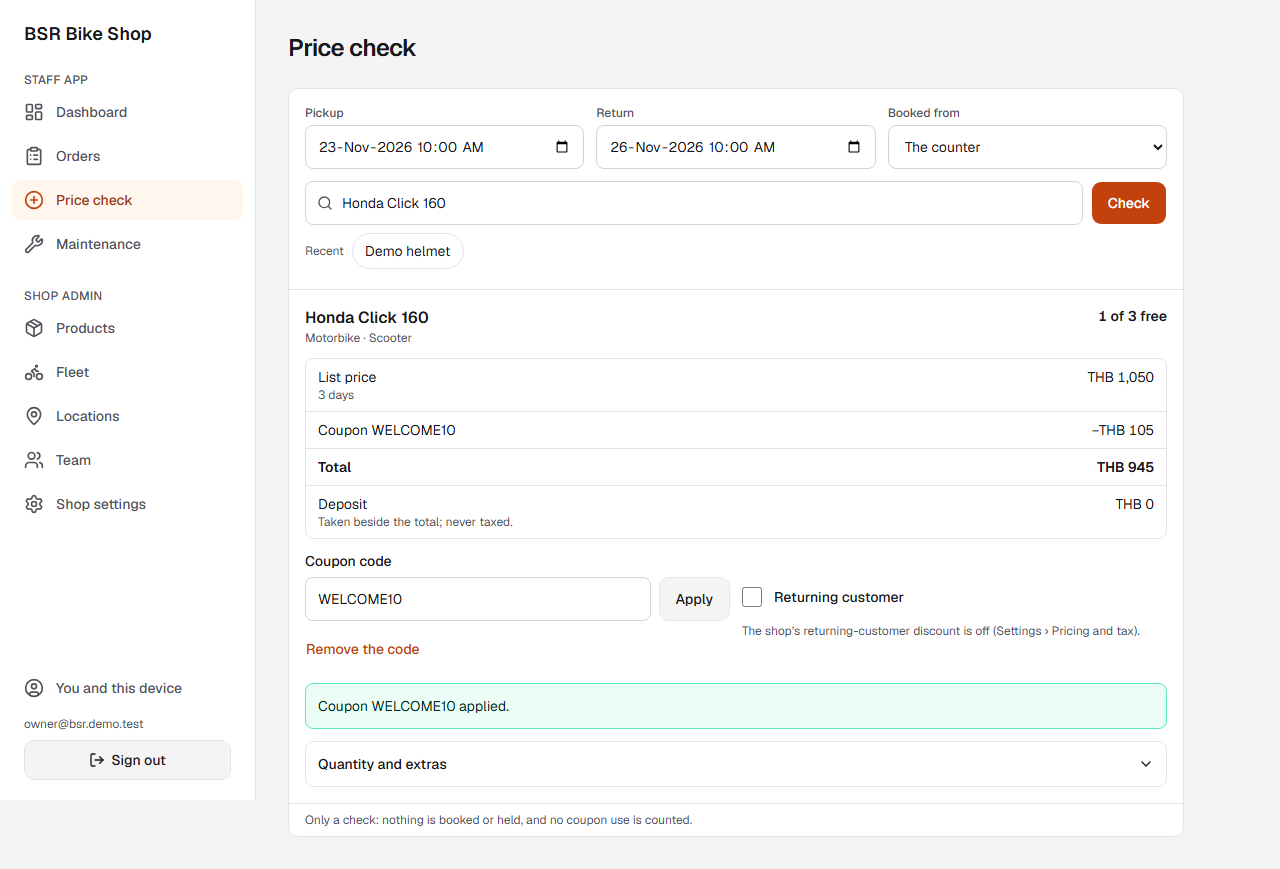 BSR Bike Shop
STAFF APP
Dashboard
Orders
Price check
Maintenance
SHOP ADMIN
Products
Fleet
Locations
Team
Shop settings
You and this device
owner@bsr.demo.test
Sign out
Price check
Pickup
Return
Booked from
23-Nov-2026 10:00 AM
26-Nov-2026 10:00 AM
The counter
Honda Click 160
Check
Recent
Demo helmet
Honda Click 160
1 of 3 free
Motorbike · Scooter
List price
THB 1,050
3 days
Coupon WELCOME10
−THB 105
Total
THB 945
Deposit
THB 0
Taken beside the total; never taxed.
Coupon code
WELCOME10
Apply
Returning customer
The shop's returning-customer discount is off (Settings › Pricing and tax).
Remove the code
Coupon WELCOME10 applied.
Quantity and extras
Only a check: nothing is booked or held, and no coupon use is counted.